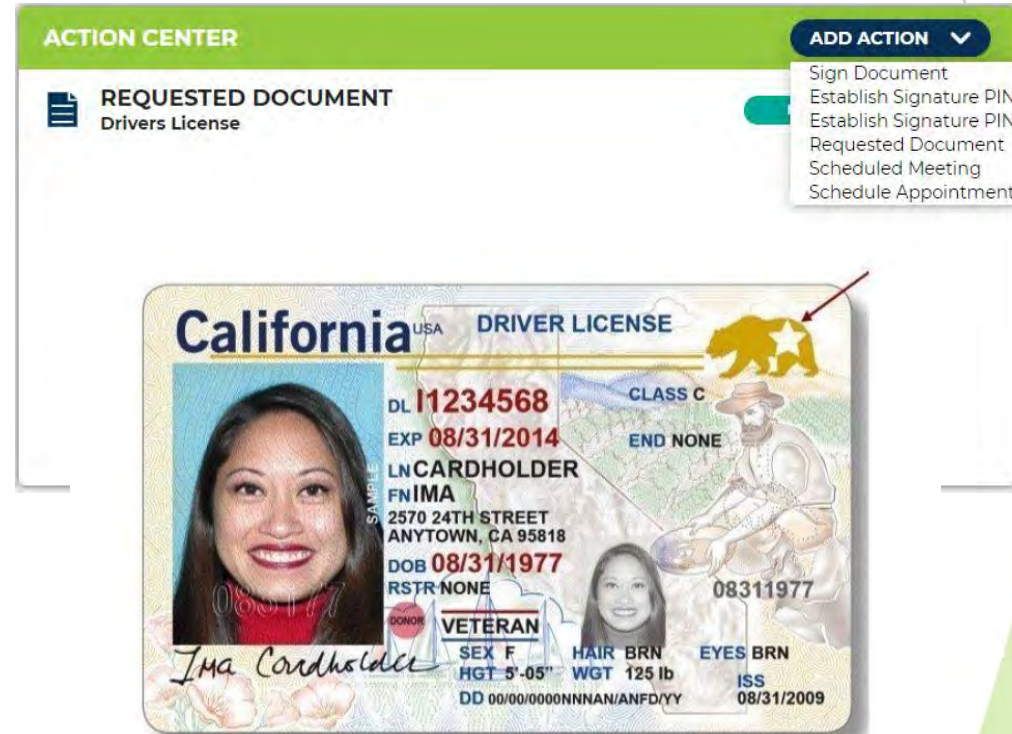 ACTION CENTER
ADD ACTION
Sign Document
Establish Signature PIN
Establish Signature PIN
Requested Document
Scheduled Meeting
Schedule Appointment
REQUESTED DOCUMENT
Drivers License
California USA DRIVER LICENSE
DL I1234568 CLASS C
EXP 08/31/2014 END NONE
LN CARDHOLDER
FN IMA
2570 24TH STREET
ANYTOWN, CA 95818
DOB 08/31/1977
RSTR NONE 08311977
SAMPLE
083177
DONOR
VETERAN
SEX F HAIR BRN EYES BRN
HGT 5'-05" WGT 125 lb ISS
DD 00/00/0000NNNAN/ANFD/YY 08/31/2009
Ima Cardholder